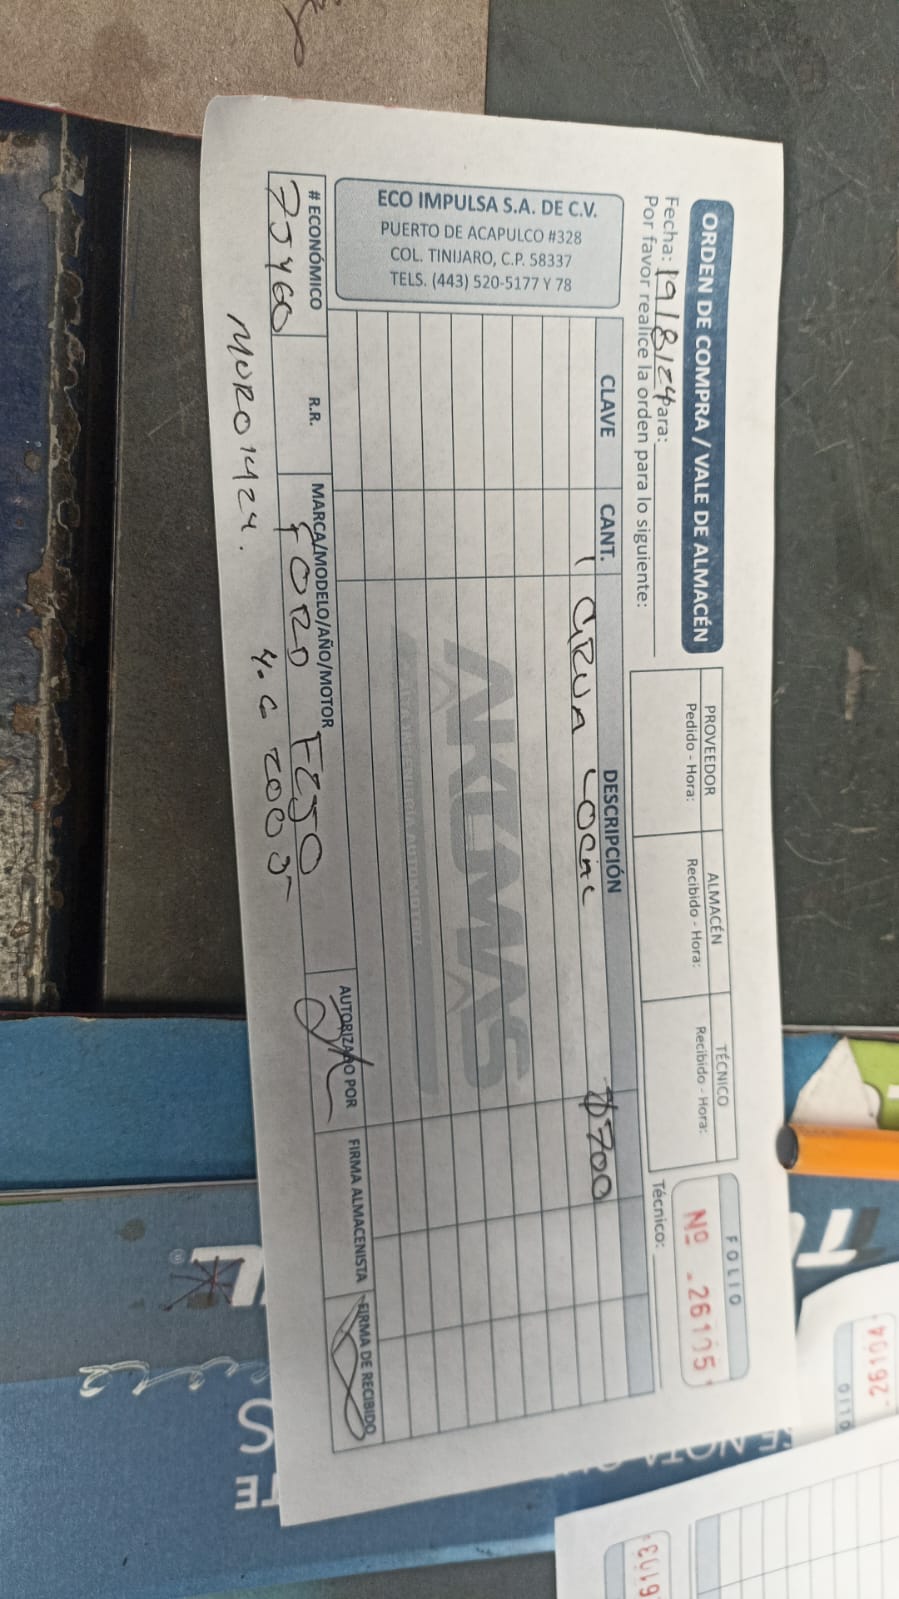 ORDEN DE COMPRA / VALE DE ALMACÉN
Fecha: 19/8/24 Para:
Por favor realice la orden para lo siguiente:
PROVEEDOR
Pedido - Hora:
ALMACÉN
Recibido - Hora:
TÉCNICO
Recibido - Hora:
FOLIO
Nº 26105
Técnico:
ECO IMPULSA S.A. DE C.V.
PUERTO DE ACAPULCO #328
COL. TINIJARO, C.P. 58337
TELS. (443) 520-5177 Y 78
CLAVE CANT. DESCRIPCIÓN
1 GRUA LOCAL $700
AKUMAS
# ECONÓMICO R.R. MARCA/MODELO/AÑO/MOTOR AUTORIZADO POR FIRMA ALMACENISTA FIRMA DE RECIBIDO
75460 FORD F250
4.6 2005
MURO 1424.
26104
26103